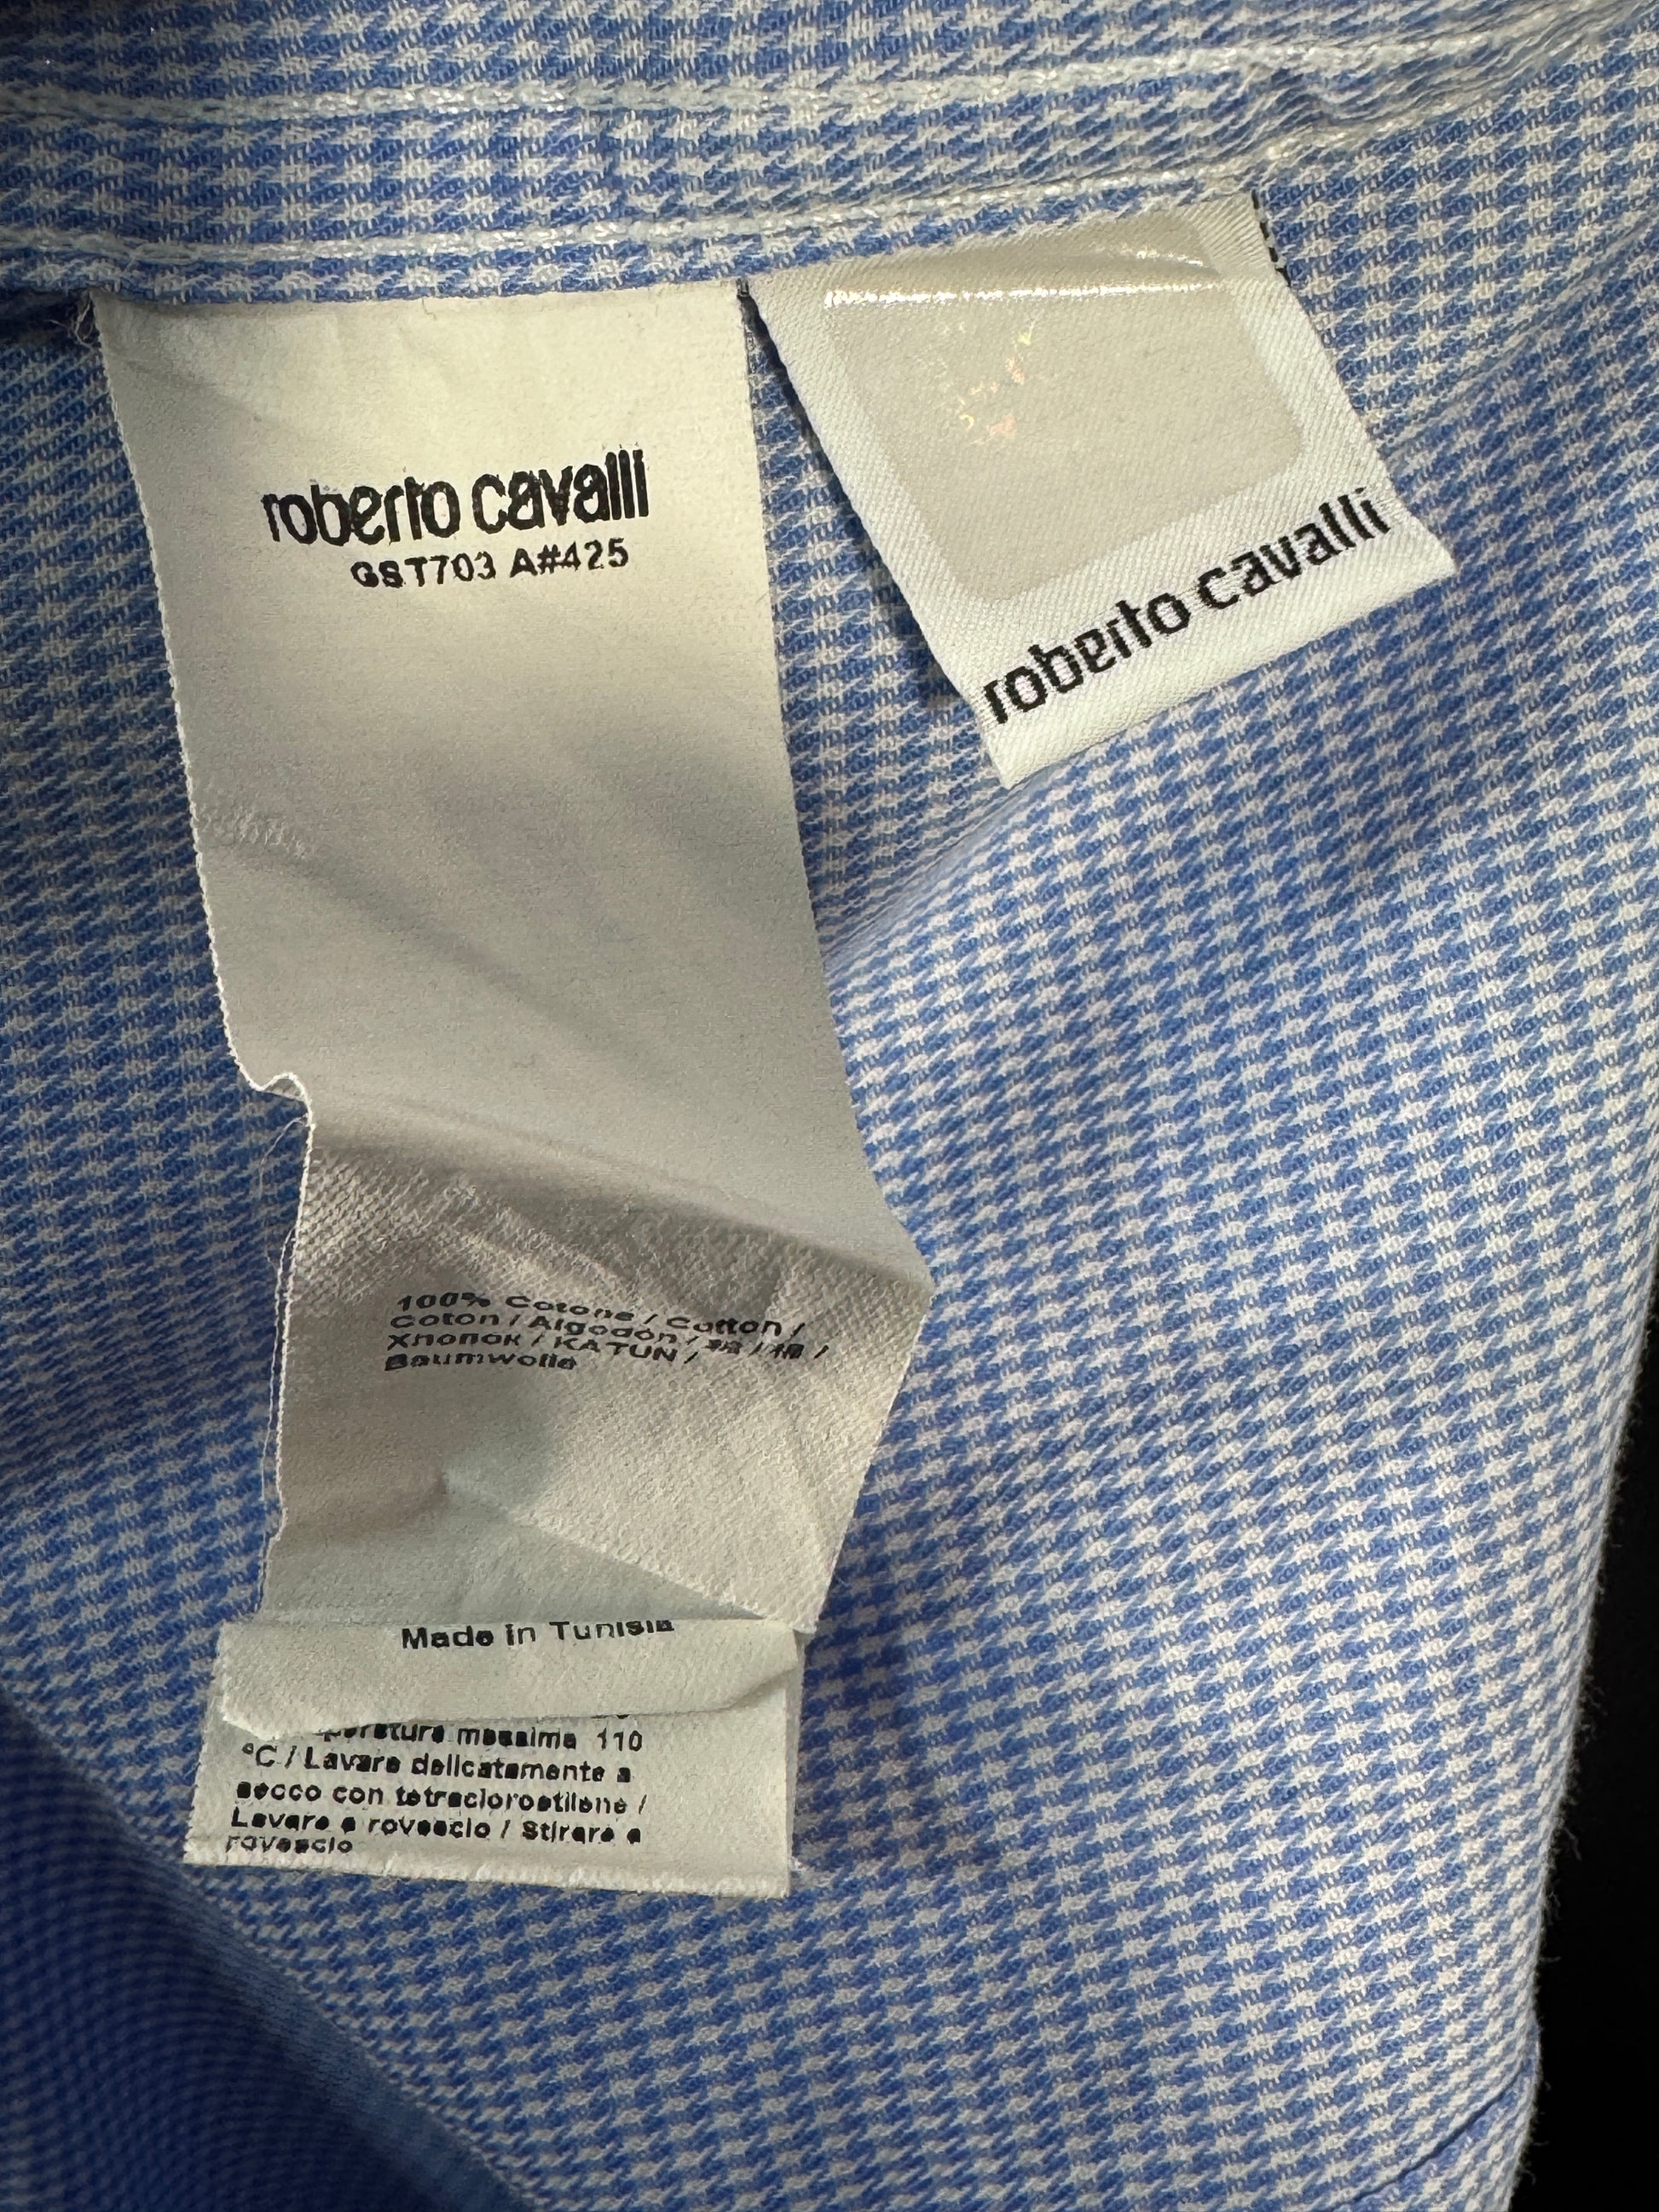 roberto cavalli
GST703 A#425
roberto cavalli
100% Cotone / Cotton /
Coton / Algodón / 棉 / 棉 /
Хлопок / KATUN /
Baumwolle
Made in Tunisia
massima 110
°C / Lavare delicatamente a
secco con tetracloroetilene /
Lavare a rovescio / Stirare a
rovescio